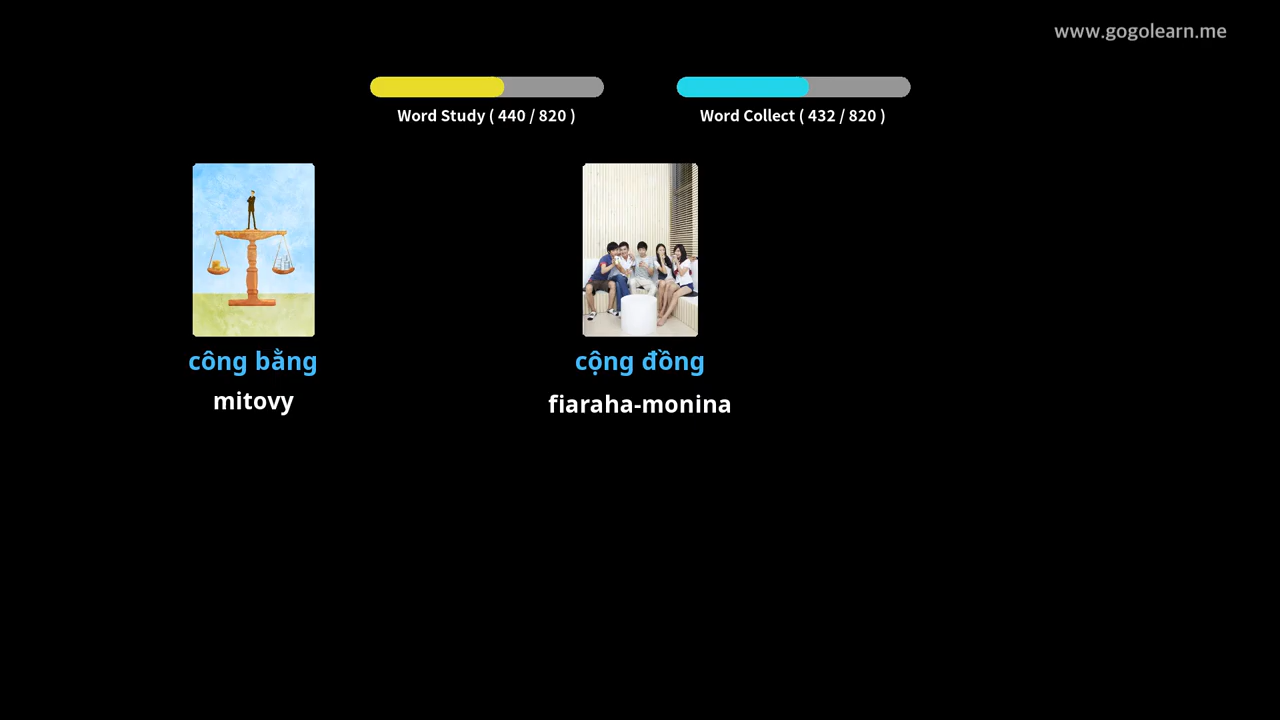 www.gogolearn.me
Word Study ( 440 / 820 )
Word Collect ( 432 / 820 )
công bằng
mitovy
cộng đồng
fiaraha-monina